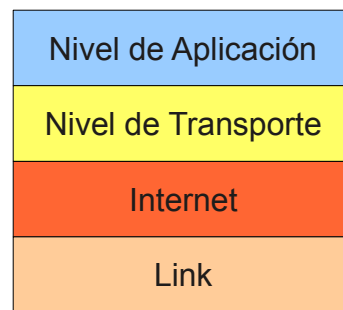 Nivel de Aplicación
Nivel de Transporte
Internet
Link